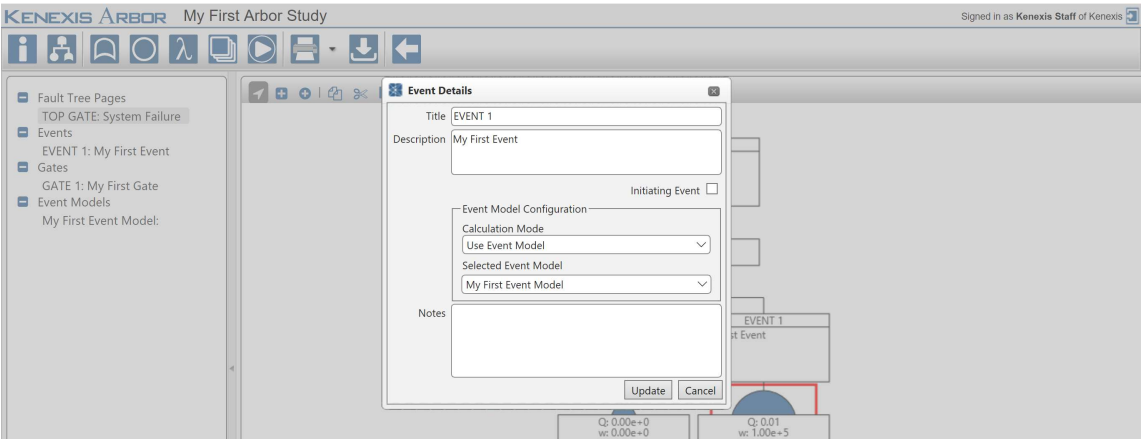 KENEXIS ARBOR My First Arbor Study
Signed in as Kenexis Staff of Kenexis
λ
Fault Tree Pages
TOP GATE: System Failure
Events
EVENT 1: My First Event
Gates
GATE 1: My First Gate
Event Models
My First Event Model:
Event Details
Title EVENT 1
Description My First Event
Initiating Event
Event Model Configuration
Calculation Mode
Use Event Model
Selected Event Model
My First Event Model
Notes
Update Cancel
EVENT 1
st Event
Q: 0.00e+0
w: 0.00e+0
Q: 0.01
w: 1.00e+5